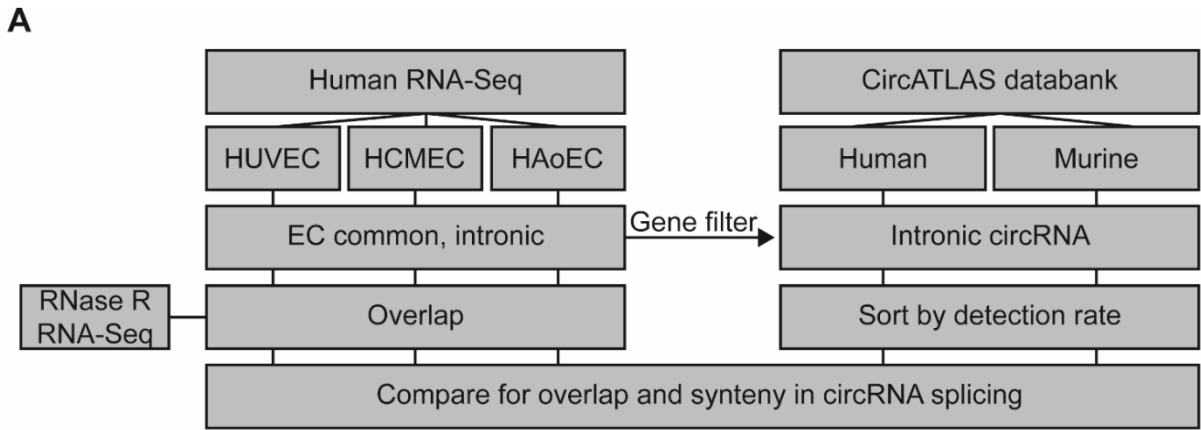 A
Human RNA-Seq
CircATLAS databank
HUVEC
HCMEC
HAoEC
Human
Murine
EC common, intronic
Gene filter
Intronic circRNA
RNase R
RNA-Seq
Overlap
Sort by detection rate
Compare for overlap and synteny in circRNA splicing